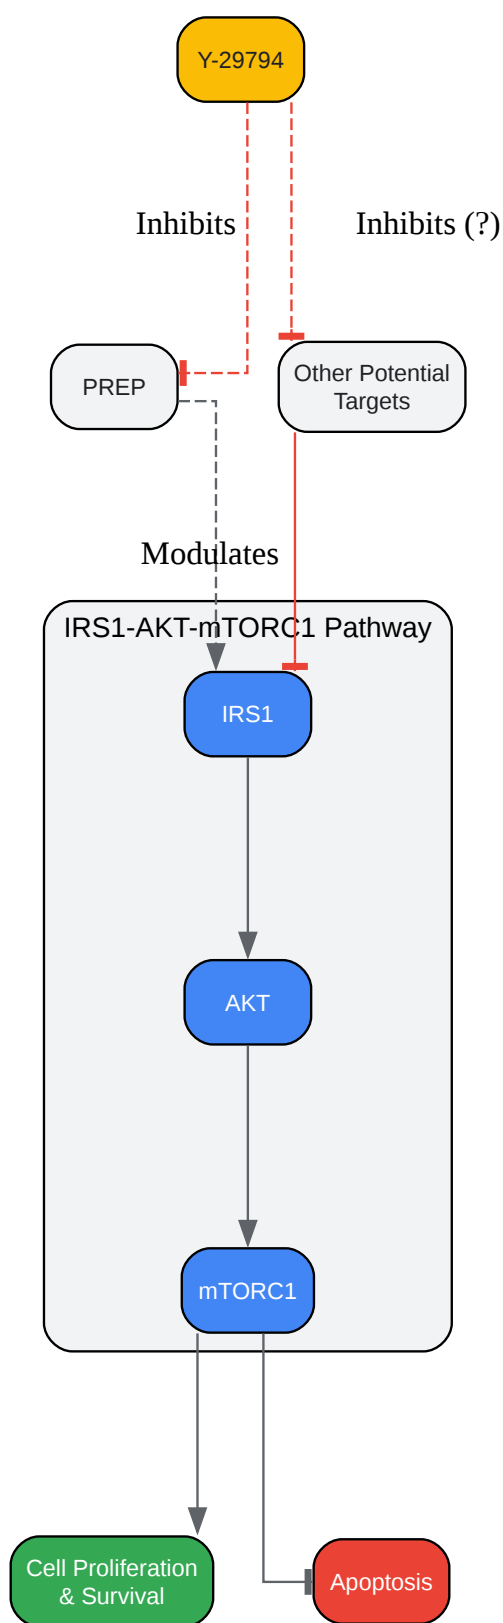 Y-29794
Inhibits
Inhibits (?)
PREP
Other Potential
Targets
Modulates
IRS1-AKT-mTORC1 Pathway
IRS1
AKT
mTORC1
Cell Proliferation
& Survival
Apoptosis